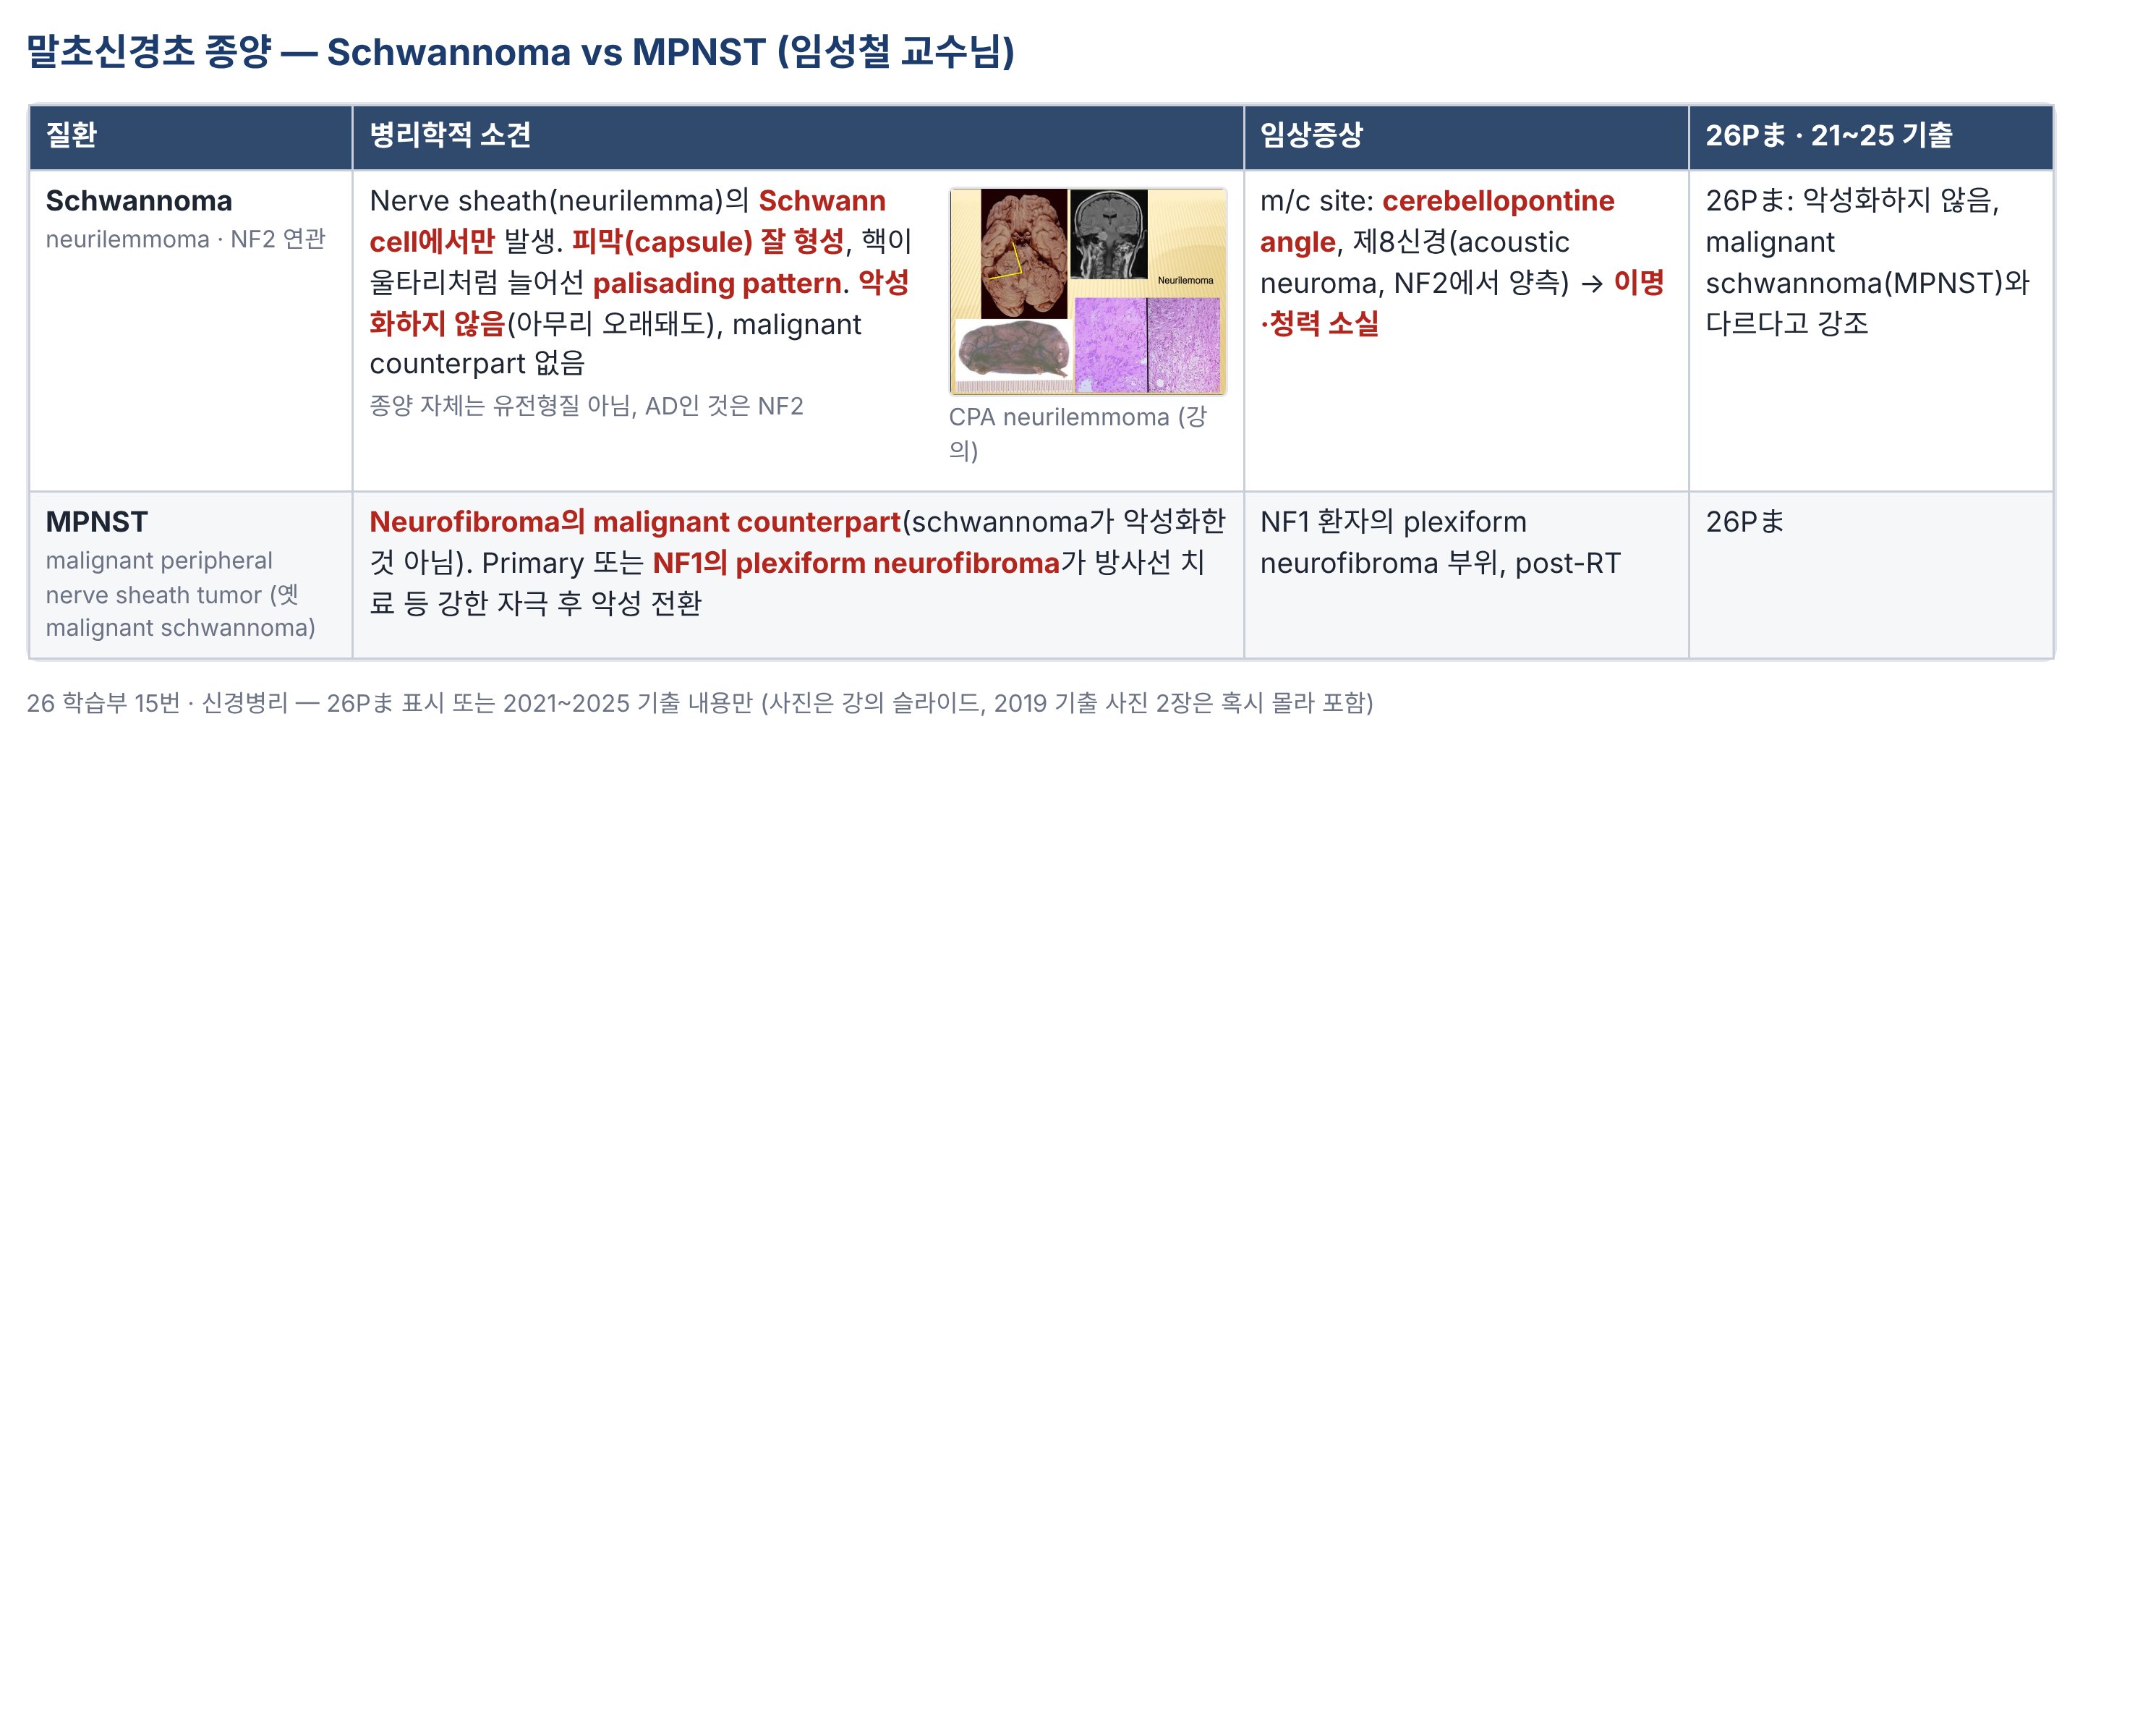 말초신경초 종양 — Schwannoma vs MPNST (임성철 교수님)
질환
병리학적 소견
임상증상
26Pま · 21~25 기출
Schwannoma
neurilemmoma · NF2 연관
Nerve sheath(neurilemma)의 Schwann
cell에서만 발생. 피막(capsule) 잘 형성, 핵이
울타리처럼 늘어선 palisading pattern. 악성
화하지 않음(아무리 오래돼도), malignant
counterpart 없음
종양 자체는 유전형질 아님, AD인 것은 NF2
Neurilemoma
CPA neurilemmoma (강
의)
m/c site: cerebellopontine
angle, 제8신경(acoustic
neuroma, NF2에서 양측) → 이명
·청력 소실
26Pま: 악성화하지 않음,
malignant
schwannoma(MPNST)와
다르다고 강조
MPNST
malignant peripheral
nerve sheath tumor (옛
malignant schwannoma)
Neurofibroma의 malignant counterpart(schwannoma가 악성화한
것 아님). Primary 또는 NF1의 plexiform neurofibroma가 방사선 치
료 등 강한 자극 후 악성 전환
NF1 환자의 plexiform
neurofibroma 부위, post-RT
26Pま
26 학습부 15번 · 신경병리 — 26Pま 표시 또는 2021~2025 기출 내용만 (사진은 강의 슬라이드, 2019 기출 사진 2장은 혹시 몰라 포함)